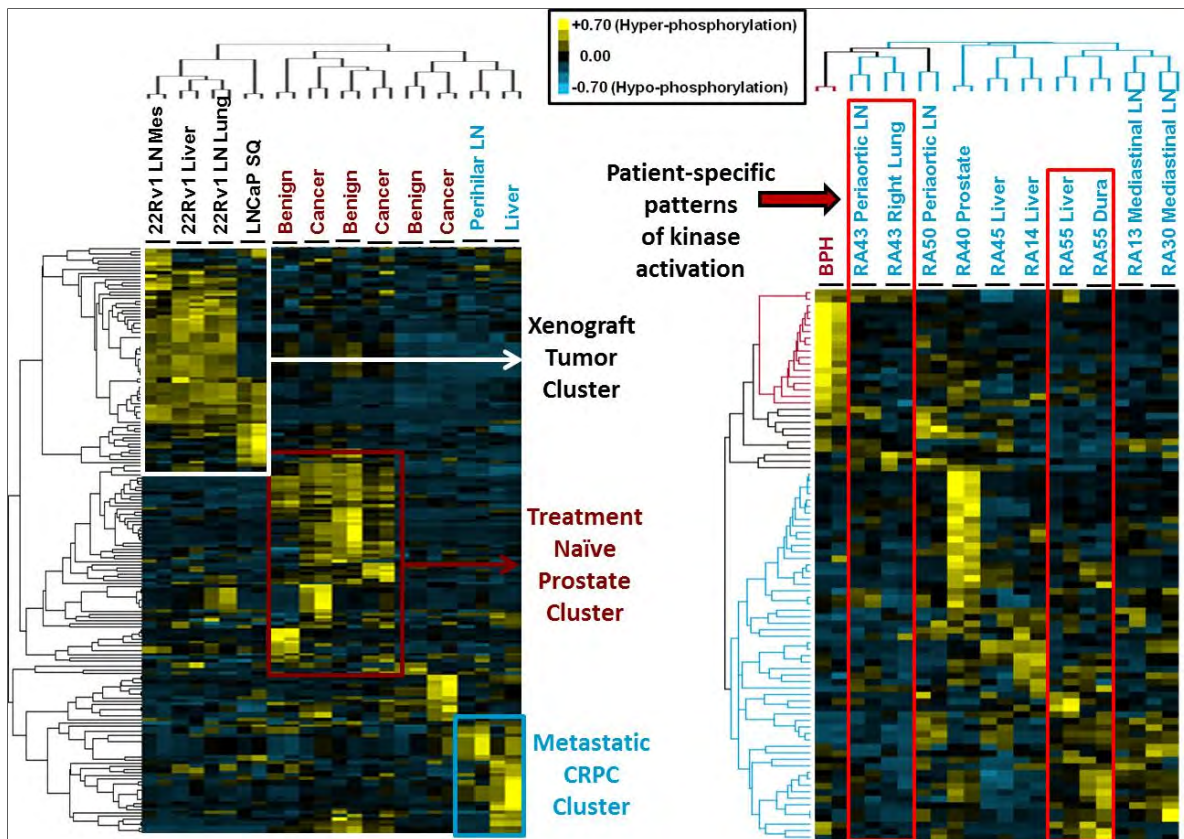 +0.70 (Hyper-phosphorylation)
0.00
-0.70 (Hypo-phosphorylation)
22Rv1 LN Mes
22Rv1 Liver
22Rv1 LN Lung
LNCaP SQ
Benign
Cancer
Benign
Cancer
Benign
Cancer
Perihilar LN
Liver
Xenograft
Tumor
Cluster
Treatment
Naïve
Prostate
Cluster
Metastatic
CRPC
Cluster
Patient-specific
patterns
of kinase
activation
BPH
RA43 Periaortic LN
RA43 Right Lung
RA50 Periaortic LN
RA40 Prostate
RA45 Liver
RA14 Liver
RA55 Liver
RA55 Dura
RA13 Mediastinal LN
RA30 Mediastinal LN